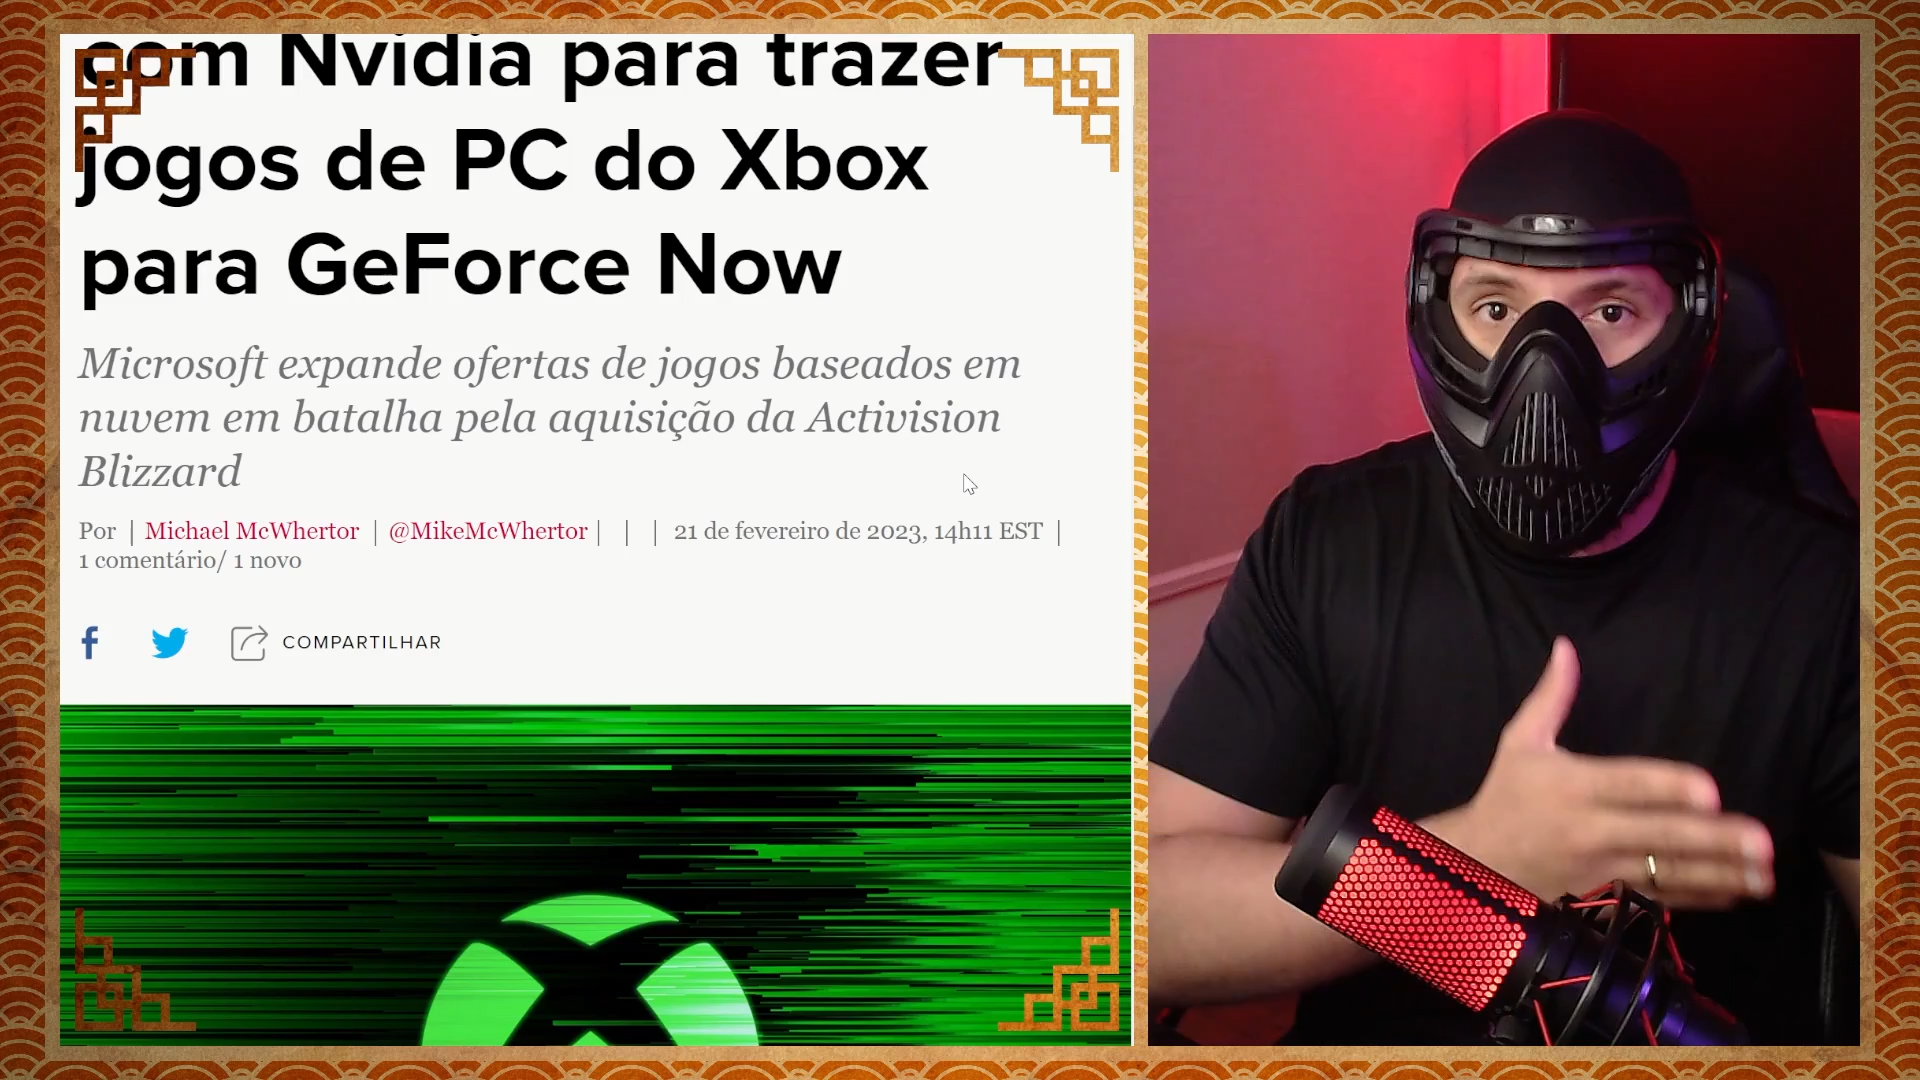 com Nvidia para trazer
jogos de PC do Xbox
para GeForce Now
Microsoft expande ofertas de jogos baseados em
nuvem em batalha pela aquisição da Activision
Blizzard
Por | Michael McWhertor | @MikeMcWhertor | | | 21 de fevereiro de 2023, 14h11 EST |
1 comentário/ 1 novo
COMPARTILHAR